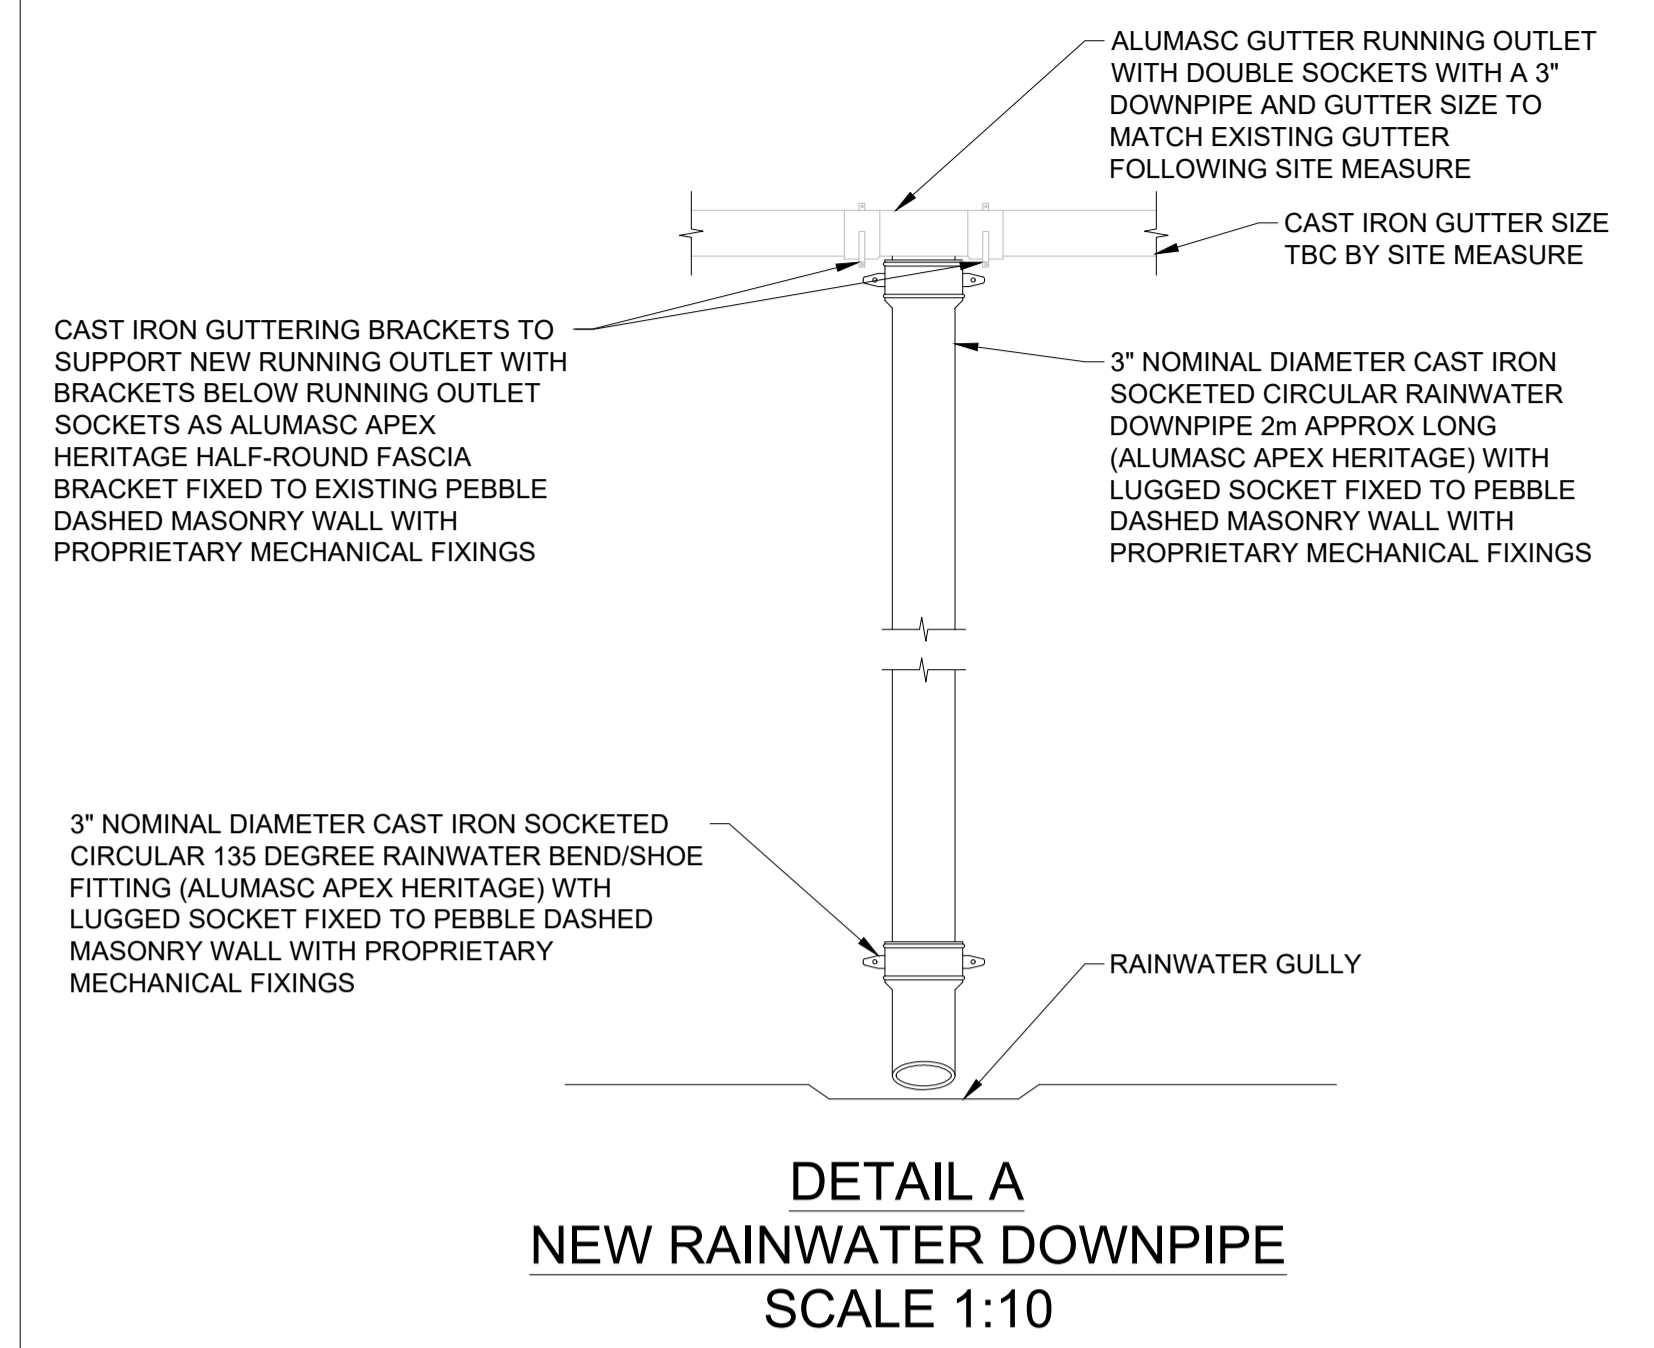 ALUMASC GUTTER RUNNING OUTLET
WITH DOUBLE SOCKETS WITH A 3"
DOWNPIPE AND GUTTER SIZE TO
MATCH EXISTING GUTTER
FOLLOWING SITE MEASURE
CAST IRON GUTTER SIZE
TBC BY SITE MEASURE
CAST IRON GUTTERING BRACKETS TO
SUPPORT NEW RUNNING OUTLET WITH
BRACKETS BELOW RUNNING OUTLET
SOCKETS AS ALUMASC APEX
HERITAGE HALF-ROUND FASCIA
BRACKET FIXED TO EXISTING PEBBLE
DASHED MASONRY WALL WITH
PROPRIETARY MECHANICAL FIXINGS
3" NOMINAL DIAMETER CAST IRON
SOCKETED CIRCULAR RAINWATER
DOWNPIPE 2m APPROX LONG
(ALUMASC APEX HERITAGE) WITH
LUGGED SOCKET FIXED TO PEBBLE
DASHED MASONRY WALL WITH
PROPRIETARY MECHANICAL FIXINGS
3" NOMINAL DIAMETER CAST IRON SOCKETED
CIRCULAR 135 DEGREE RAINWATER BEND/SHOE
FITTING (ALUMASC APEX HERITAGE) WTH
LUGGED SOCKET FIXED TO PEBBLE DASHED
MASONRY WALL WITH PROPRIETARY
MECHANICAL FIXINGS
RAINWATER GULLY
DETAIL A
NEW RAINWATER DOWNPIPE
SCALE 1:10